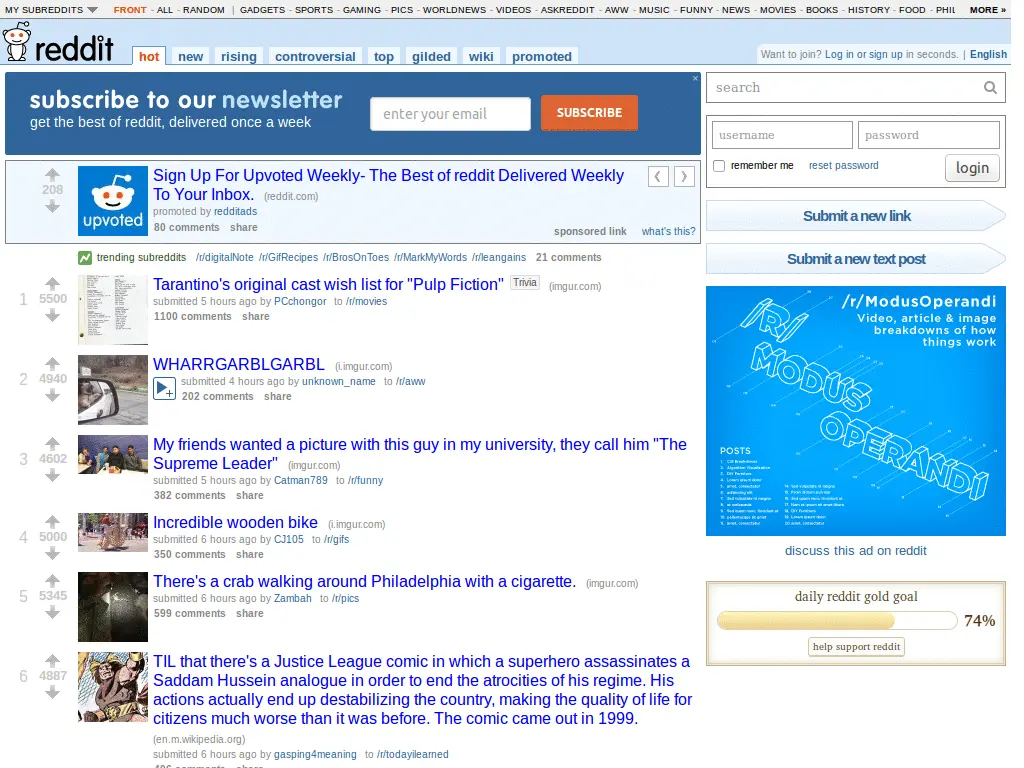 MY SUBREDDITS FRONT - ALL - RANDOM | GADGETS - SPORTS - GAMING - PICS - WORLDNEWS - VIDEOS - ASKREDDIT - AWW - MUSIC - FUNNY - NEWS - MOVIES - BOOKS - HISTORY - FOOD - PHIL MORE »
reddit hot new rising controversial top gilded wiki promoted
Want to join? Log in or sign up in seconds. | English
subscribe to our newsletter
get the best of reddit, delivered once a week
enter your email
SUBSCRIBE
×
search
username password
remember me reset password login
208
upvoted
Sign Up For Upvoted Weekly- The Best of reddit Delivered Weekly
To Your Inbox. (reddit.com)
promoted by redditads
80 comments share
sponsored link what's this?
Submit a new link
Submit a new text post
trending subreddits /r/digitalNote /r/GifRecipes /r/BrosOnToes /r/MarkMyWords /r/leangains 21 comments
1 5500
Tarantino's original cast wish list for "Pulp Fiction" Trivia (imgur.com)
submitted 5 hours ago by PCchongor to /r/movies
1100 comments share
2 4940
WHARRGARBLGARBL (i.imgur.com)
submitted 4 hours ago by unknown_name to /r/aww
202 comments share
3 4602
My friends wanted a picture with this guy in my university, they call him "The
Supreme Leader" (imgur.com)
submitted 5 hours ago by Catman789 to /r/funny
382 comments share
4 5000
Incredible wooden bike (i.imgur.com)
submitted 6 hours ago by CJ105 to /r/gifs
350 comments share
5 5345
There's a crab walking around Philadelphia with a cigarette. (imgur.com)
submitted 6 hours ago by Zambah to /r/pics
599 comments share
6 4887
TIL that there's a Justice League comic in which a superhero assassinates a
Saddam Hussein analogue in order to end the atrocities of his regime. His
actions actually end up destabilizing the country, making the quality of life for
citizens much worse than it was before. The comic came out in 1999.
(en.m.wikipedia.org)
submitted 6 hours ago by gasping4meaning to /r/todayilearned
/r/ModusOperandi
Video, article & image
breakdowns of how
things work
/R/
MODUS
OPERANDI
POSTS
discuss this ad on reddit
daily reddit gold goal
74%
help support reddit